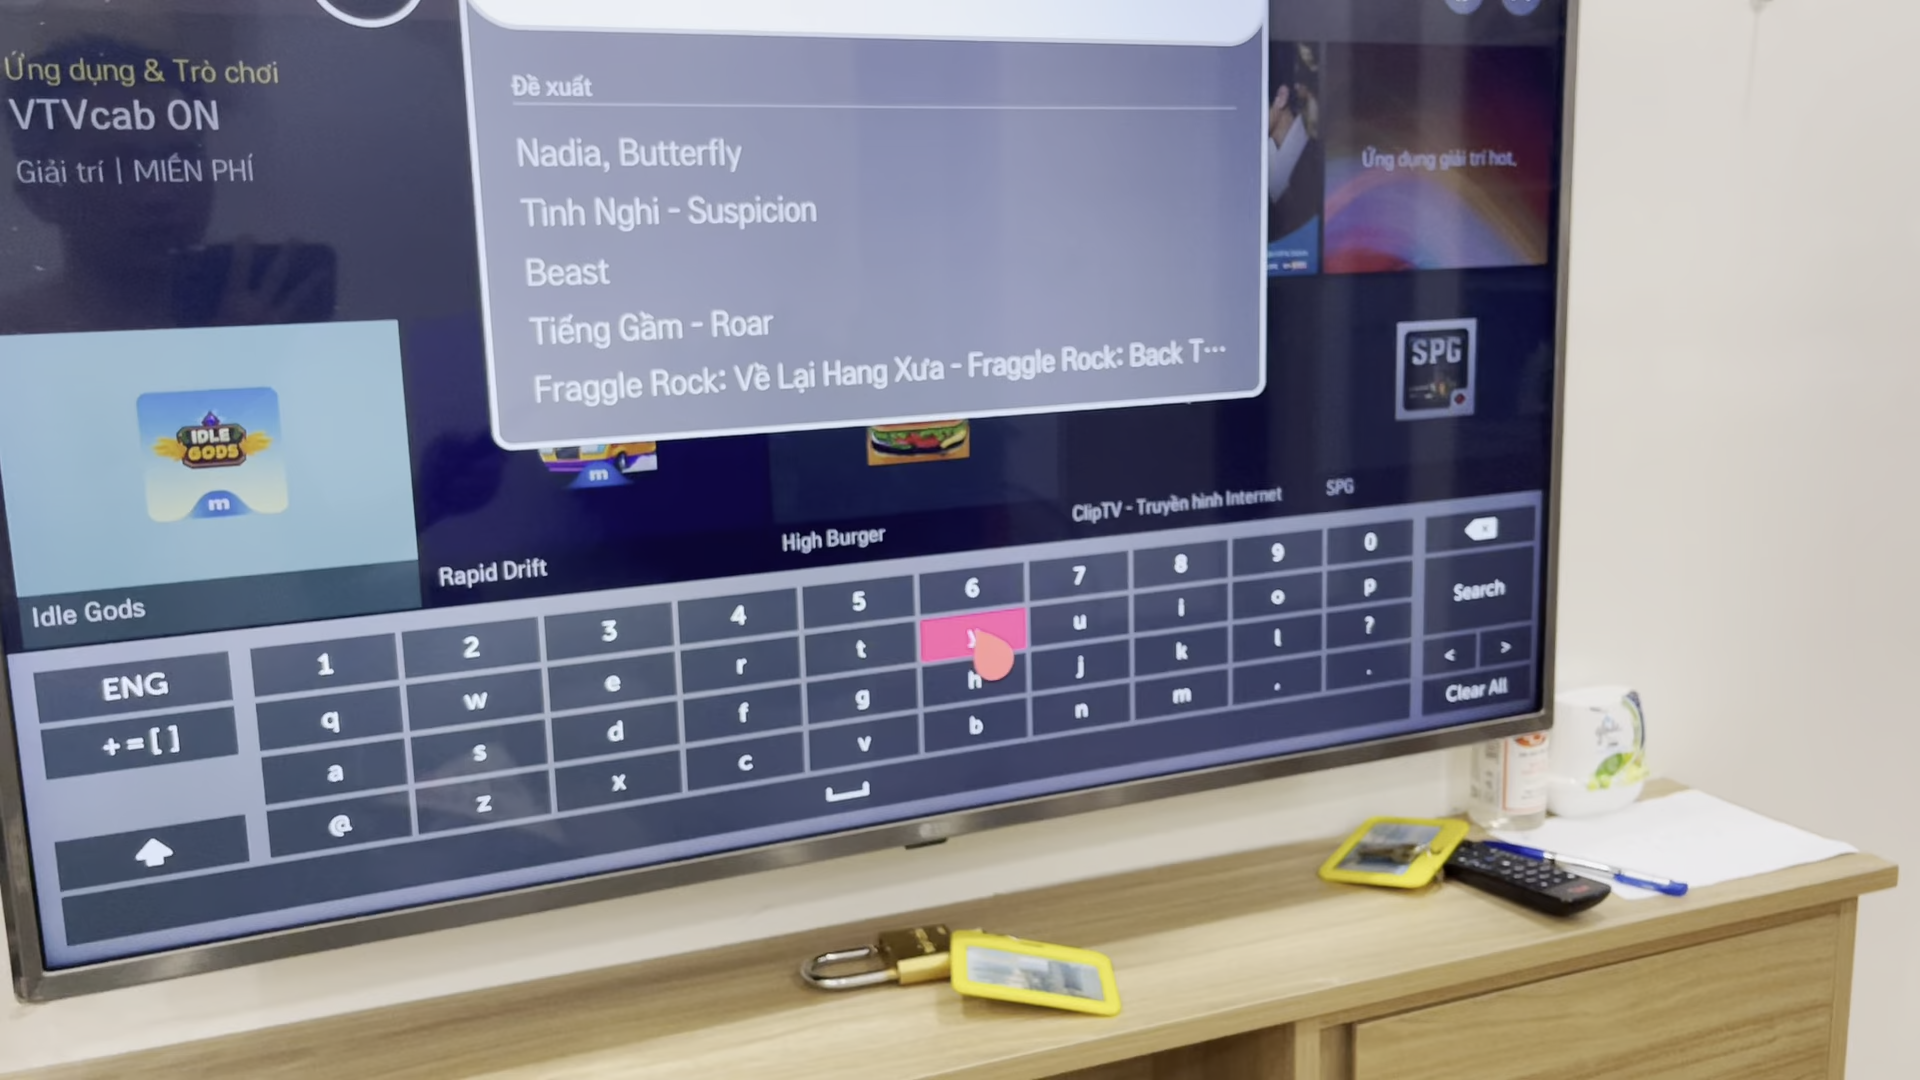 Ứng dụng & Trò chơi
VTVcab ON
Giải trí | MIỄN PHÍ
Đề xuất
Nadia, Butterfly
Tình Nghi - Suspicion
Beast
Tiếng Gầm - Roar
Fraggle Rock: Về Lại Hang Xưa - Fraggle Rock: Back T...
Ứng dụng giải trí hot,
IDLE
GODS
m
m
SPG
Idle Gods
Rapid Drift
High Burger
ClipTV - Truyền hình Internet
SPG
ENG
1 2 3 4 5 6 7 8 9 0
+=[]
q w e r t y u i o p
Search
a s d f g h j k l ?
< >
@ z x c v b n m . .
Clear All